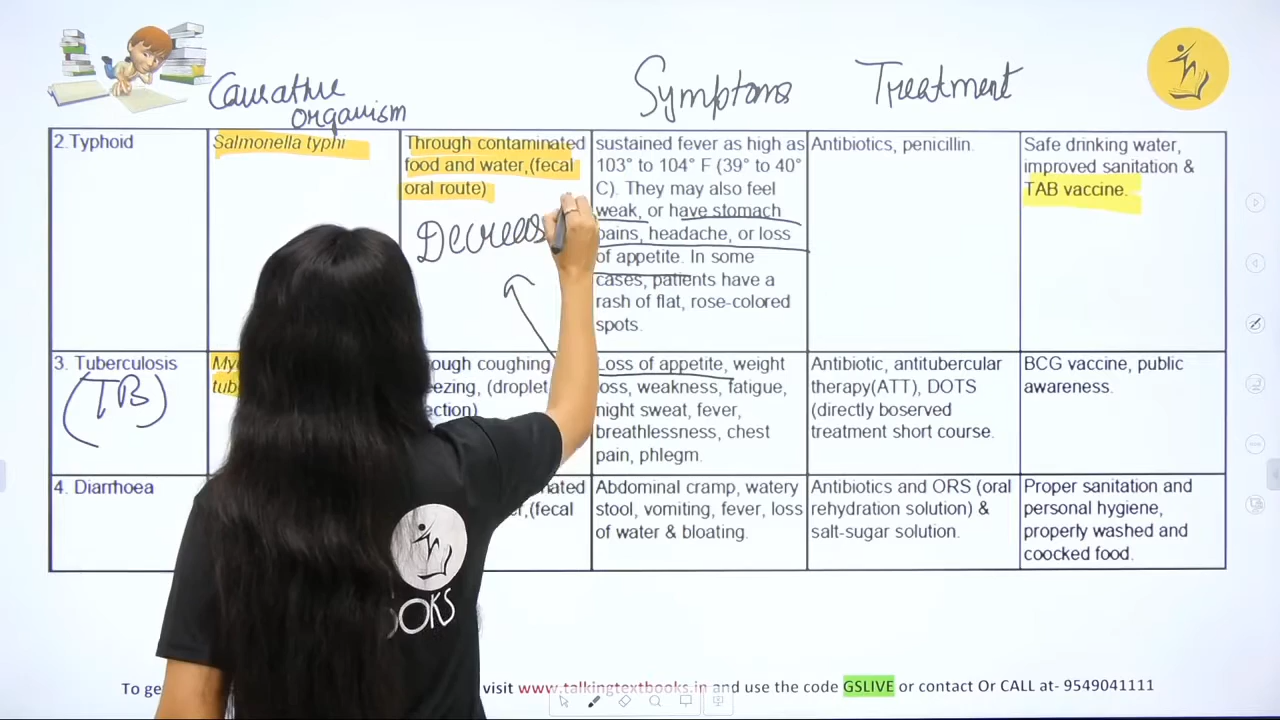 Causative
organism
Symptoms
Treatment
2.Typhoid
Salmonella typhi
Through contaminated
food and water,(fecal
oral route)
Decreas
sustained fever as high as
103° to 104° F (39° to 40°
C). They may also feel
weak, or have stomach
pains, headache, or loss
of appetite. In some
cases, patients have a
rash of flat, rose-colored
spots.
Antibiotics, penicillin.
Safe drinking water,
improved sanitation &
TAB vaccine.
3. Tuberculosis
(TB)
coughing
(droplet
Loss of appetite, weight
loss, weakness, fatigue,
night sweat, fever,
breathlessness, chest
pain, phlegm.
Antibiotic, antitubercular
therapy(ATT), DOTS
(directly boserved
treatment short course.
BCG vaccine, public
awareness.
4. Diarrhoea
(fecal
Abdominal cramp, watery
stool, vomiting, fever, loss
of water & bloating.
Antibiotics and ORS (oral
rehydration solution) &
salt-sugar solution.
Proper sanitation and
personal hygiene,
properly washed and
coocked food.
OOKS
To ge
visit www.talkingtextbooks.in and use the code GSLIVE or contact Or CALL at- 9549041111